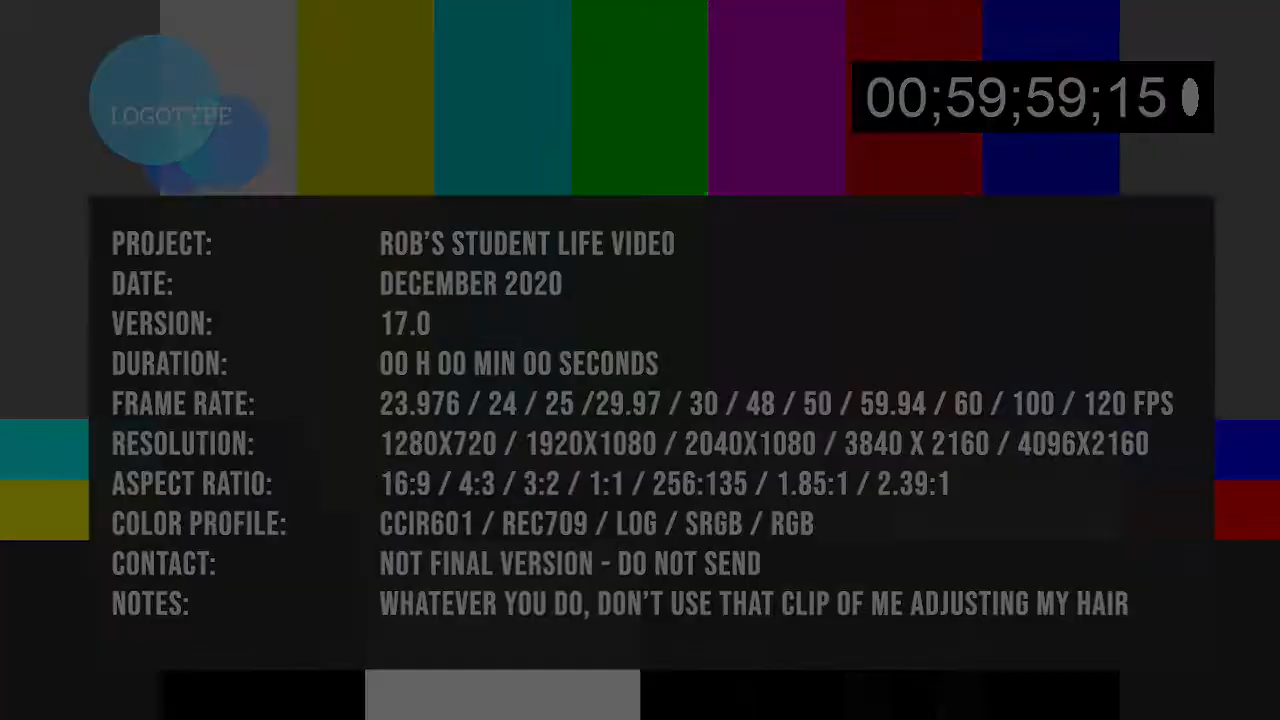 LOGOTYPE
00;59;59;15
PROJECT: ROB'S STUDENT LIFE VIDEO
DATE: DECEMBER 2020
VERSION: 17.0
DURATION: 00 H 00 MIN 00 SECONDS
FRAME RATE: 23.976 / 24 / 25 /29.97 / 30 / 48 / 50 / 59.94 / 60 / 100 / 120 FPS
RESOLUTION: 1280X720 / 1920X1080 / 2040X1080 / 3840 X 2160 / 4096X2160
ASPECT RATIO: 16:9 / 4:3 / 3:2 / 1:1 / 256:135 / 1.85:1 / 2.39:1
COLOR PROFILE: CCIR601 / REC709 / LOG / SRGB / RGB
CONTACT: NOT FINAL VERSION - DO NOT SEND
NOTES: WHATEVER YOU DO, DON'T USE THAT CLIP OF ME ADJUSTING MY HAIR